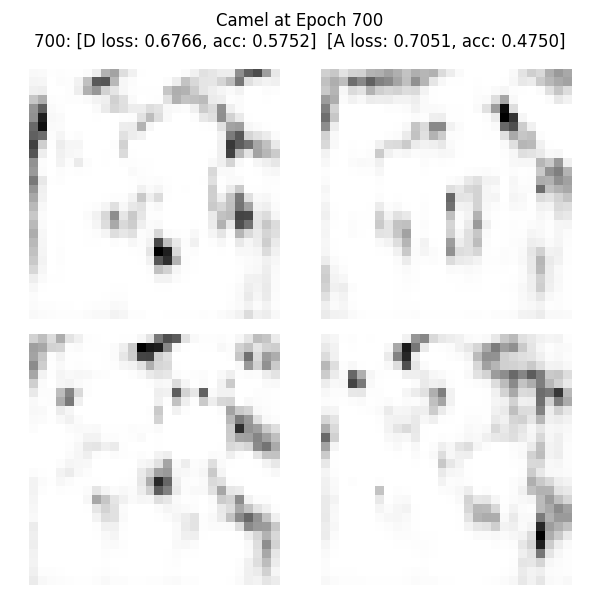 Camel at Epoch 700
700: [D loss: 0.6766, acc: 0.5752]  [A loss: 0.7051, acc: 0.4750]